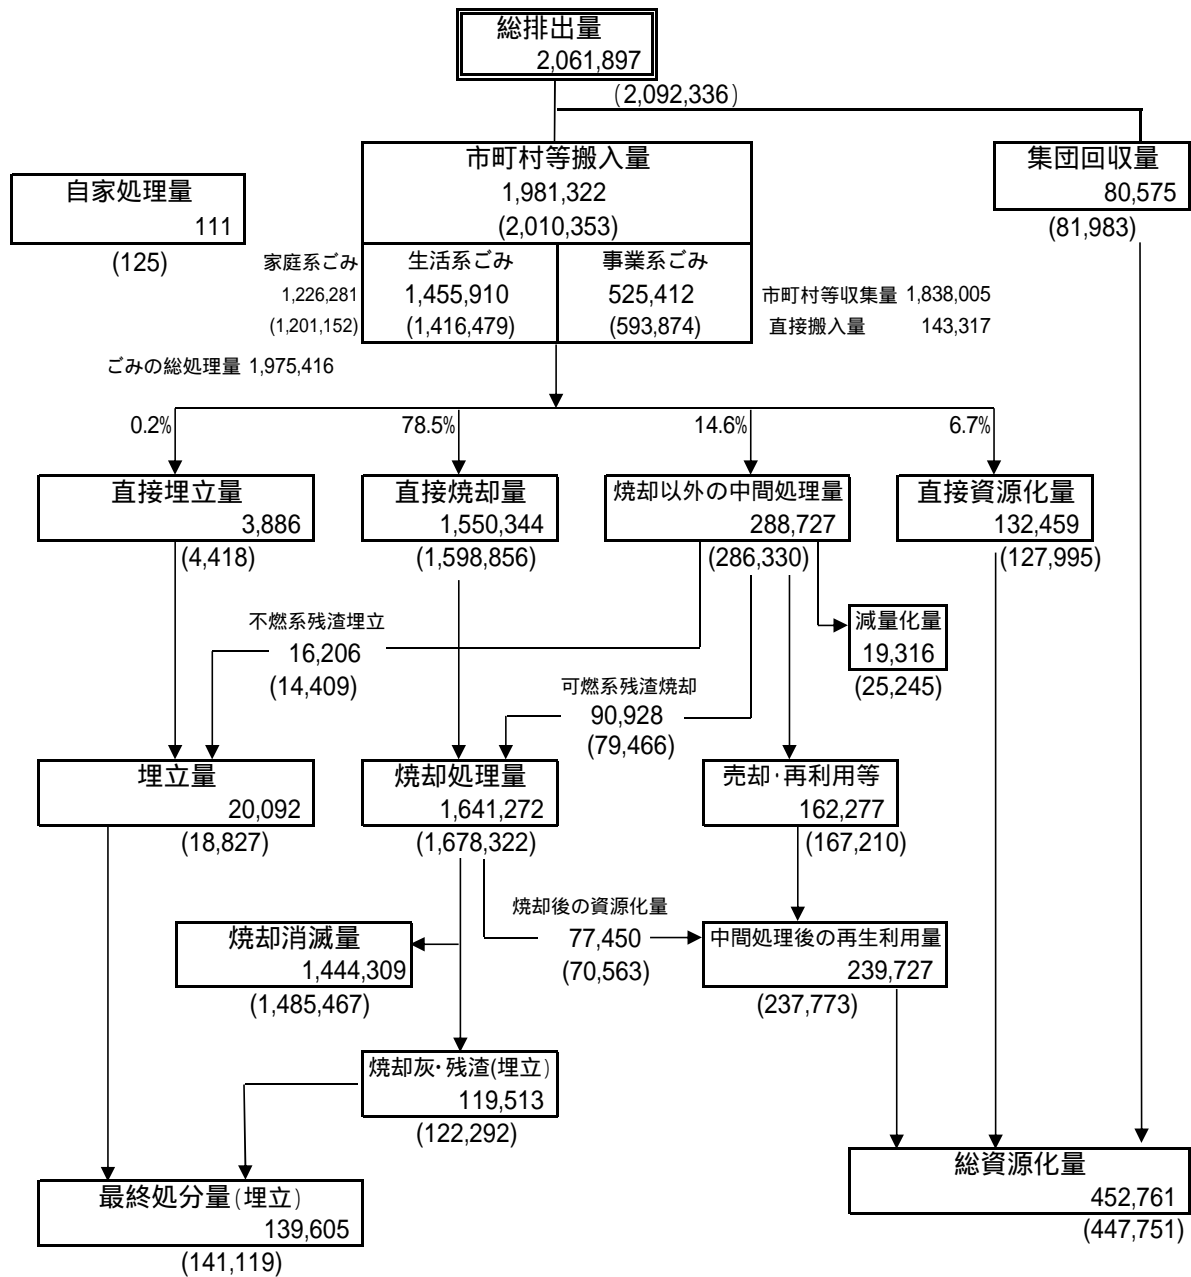 総排出量
2,061,897
(2,092,336)
市町村等搬入量
1,981,322
(2,010,353)
集団回収量
80,575
(81,983)
自家処理量
111
(125)
家庭系ごみ
1,226,281
(1,201,152)
生活系ごみ
1,455,910
(1,416,479)
事業系ごみ
525,412
(593,874)
市町村等収集量 1,838,005
直接搬入量 143,317
ごみの総処理量 1,975,416
0.2%
78.5%
14.6%
6.7%
直接埋立量
3,886
(4,418)
直接焼却量
1,550,344
(1,598,856)
焼却以外の中間処理量
288,727
(286,330)
直接資源化量
132,459
(127,995)
不燃系残渣埋立
16,206
(14,409)
減量化量
19,316
(25,245)
可燃系残渣焼却
90,928
(79,466)
埋立量
20,092
(18,827)
焼却処理量
1,641,272
(1,678,322)
売却・再利用等
162,277
(167,210)
焼却後の資源化量
77,450
(70,563)
焼却消滅量
1,444,309
(1,485,467)
中間処理後の再生利用量
239,727
(237,773)
焼却灰・残渣(埋立)
119,513
(122,292)
総資源化量
452,761
(447,751)
最終処分量(埋立)
139,605
(141,119)